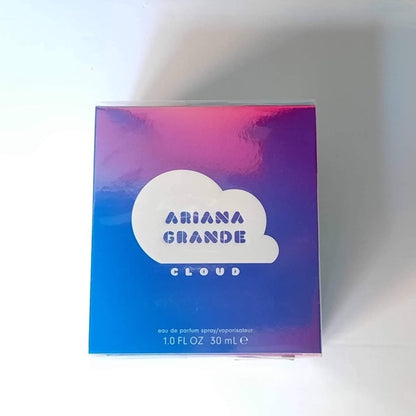 ARIANA
GRANDE
CLOUD
eau de parfum spray/vaporisateur
1.0 FL OZ 30 mL ℮